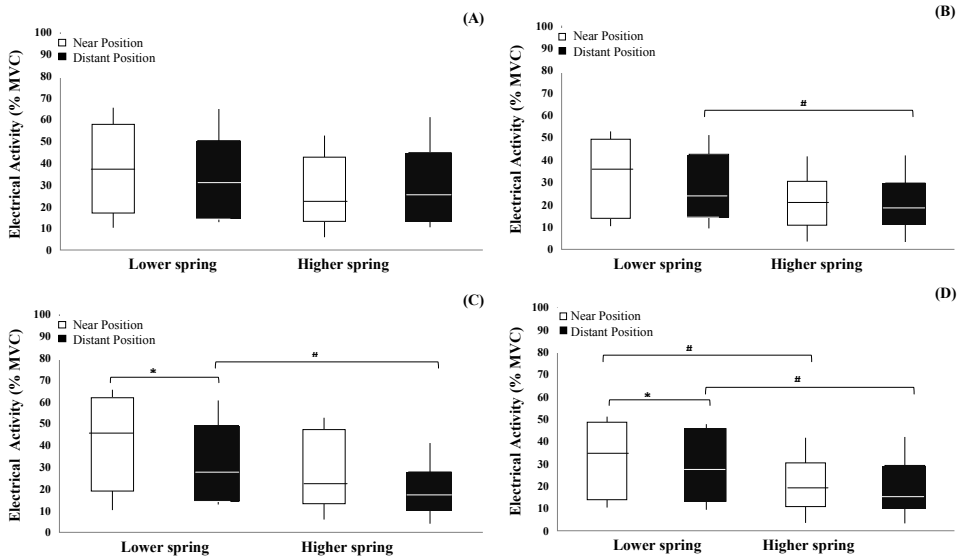 (A)
Electrical Activity (% MVC)
100
90
80
70
60
50
40
30
20
10
0
Near Position
Distant Position
Lower spring
Higher spring
(B)
Electrical Activity (% MVC)
100
90
80
70
60
50
40
30
20
10
0
Near Position
Distant Position
#
Lower spring
Higher spring
(C)
Electrical Activity (% MVC)
100
90
80
70
60
50
40
30
20
10
0
Near Position
Distant Position
*
#
Lower spring
Higher spring
(D)
Electrical Activity (% MVC)
100
90
80
70
60
50
40
30
20
10
0
Near Position
Distant Position
#
#
*
Lower spring
Higher spring